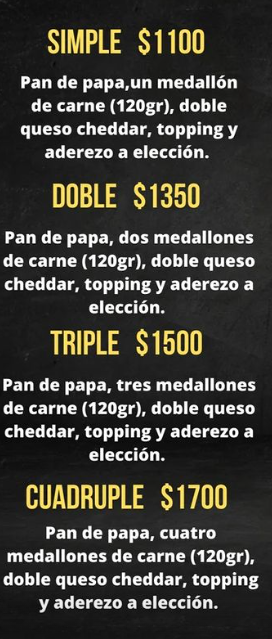 SIMPLE $1100
Pan de papa,un medallón
de carne (120gr), doble
queso cheddar, topping y
aderezo a elección.
DOBLE $1350
Pan de papa, dos medallones
de carne (120gr), doble queso
cheddar, topping y aderezo a
elección.
TRIPLE $1500
Pan de papa, tres medallones
de carne (120gr), doble queso
cheddar, topping y aderezo a
elección.
CUADRUPLE $1700
Pan de papa, cuatro
medallones de carne (120gr),
doble queso cheddar, topping
y aderezo a elección.